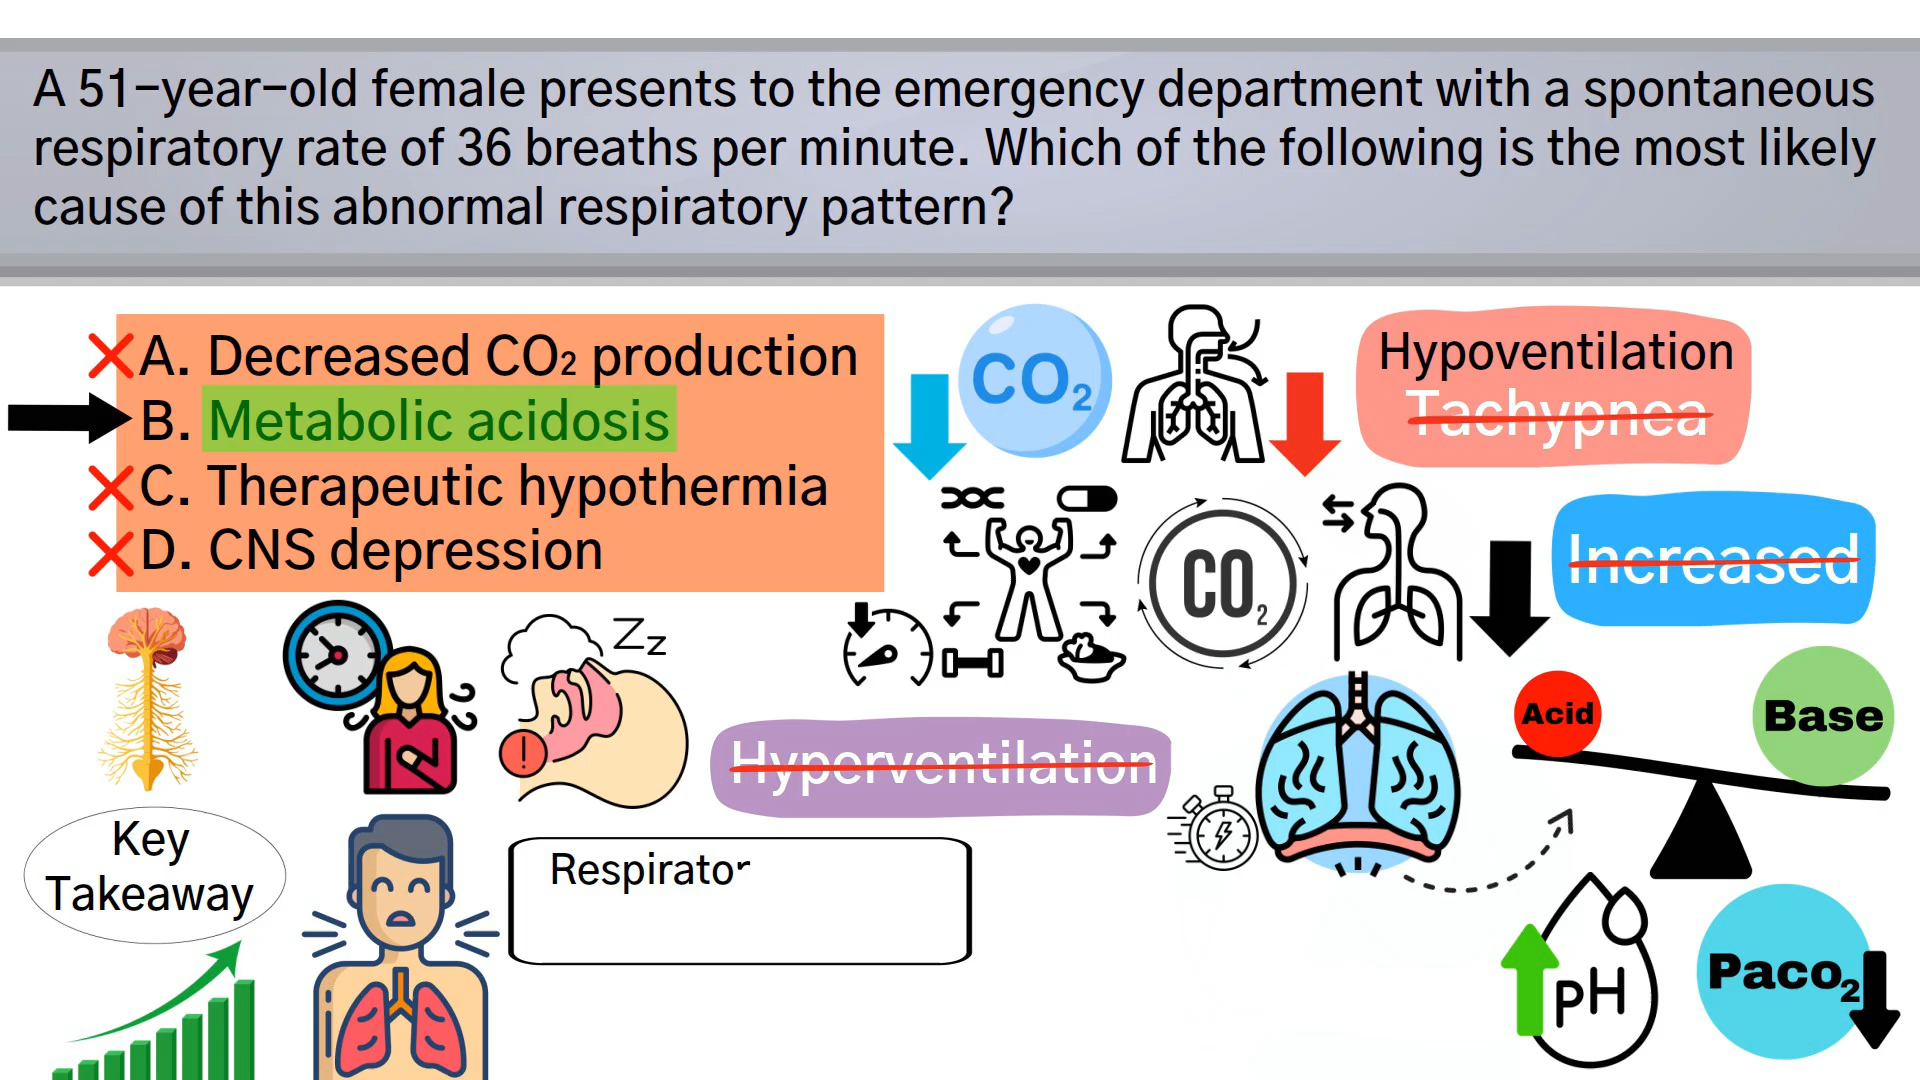 A 51-year-old female presents to the emergency department with a spontaneous
respiratory rate of 36 breaths per minute. Which of the following is the most likely
cause of this abnormal respiratory pattern?
A. Decreased CO₂ production
B. Metabolic acidosis
C. Therapeutic hypothermia
D. CNS depression
CO₂
Hypoventilation
Tachypnea
CO₂
Increased
Zz
Hyperventilation
Acid
Base
Key
Takeaway
Respirator
pH
Paco₂